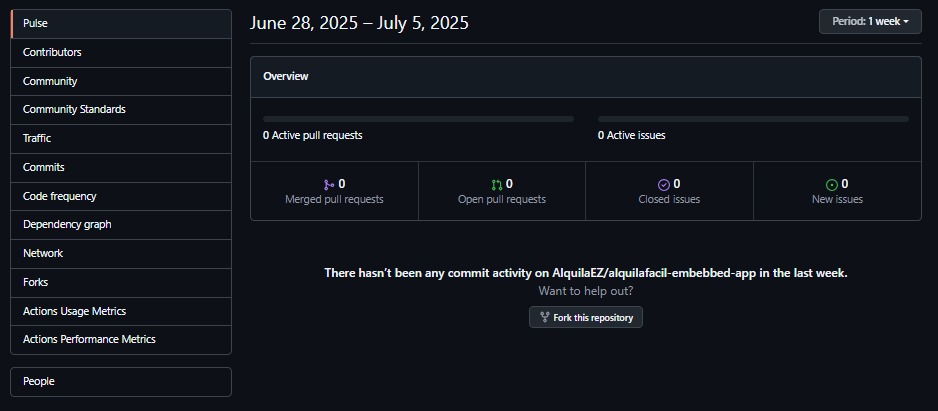 Pulse
Contributors
Community
Community Standards
Traffic
Commits
Code frequency
Dependency graph
Network
Forks
Actions Usage Metrics
Actions Performance Metrics
People
June 28, 2025 – July 5, 2025
Period: 1 week
Overview
0 Active pull requests
0 Active issues
0
Merged pull requests
0
Open pull requests
0
Closed issues
0
New issues
There hasn’t been any commit activity on AlquilaEZ/alquilafacil-embebbed-app in the last week.
Want to help out?
Fork this repository